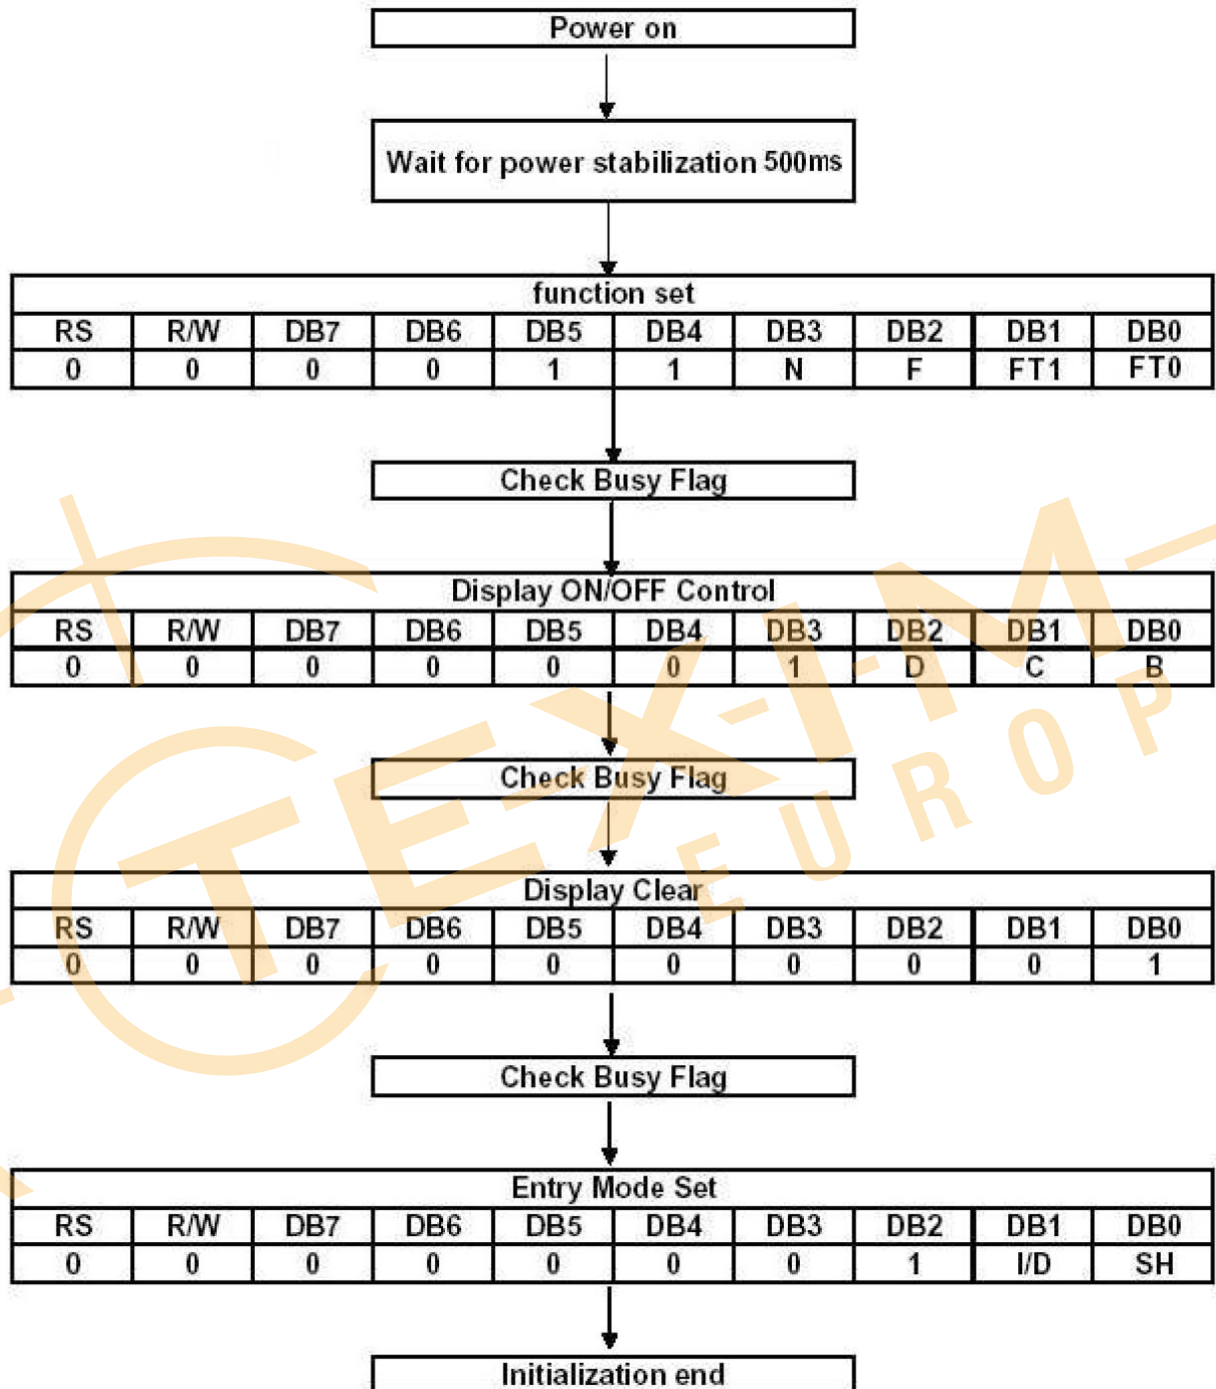 Power on
Wait for power stabilization 500ms
function set
RS R/W DB7 DB6 DB5 DB4 DB3 DB2 DB1 DB0
0 0 0 0 1 1 N F FT1 FT0
Check Busy Flag
Display ON/OFF Control
RS R/W DB7 DB6 DB5 DB4 DB3 DB2 DB1 DB0
0 0 0 0 0 0 1 D C B
Check Busy Flag
Display Clear
RS R/W DB7 DB6 DB5 DB4 DB3 DB2 DB1 DB0
0 0 0 0 0 0 0 0 0 1
Check Busy Flag
Entry Mode Set
RS R/W DB7 DB6 DB5 DB4 DB3 DB2 DB1 DB0
0 0 0 0 0 0 0 1 I/D SH
Initialization end
TEXIM
EUROP